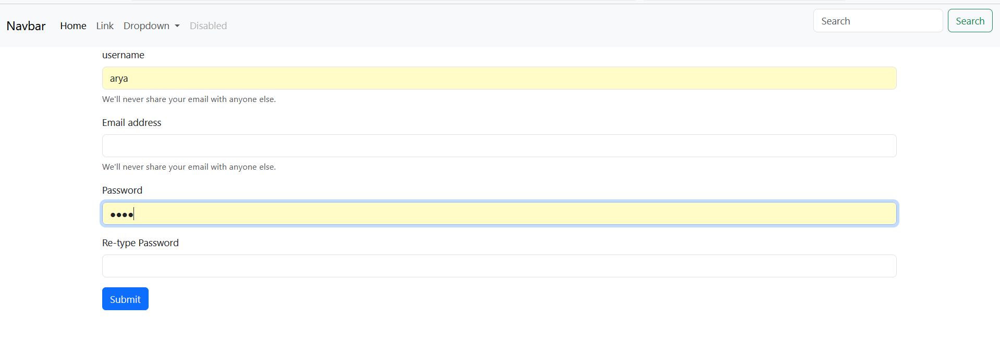 Navbar Home Link Dropdown Disabled Search Search
username
arya
We'll never share your email with anyone else.
Email address
We'll never share your email with anyone else.
Password
••••
Re-type Password
Submit